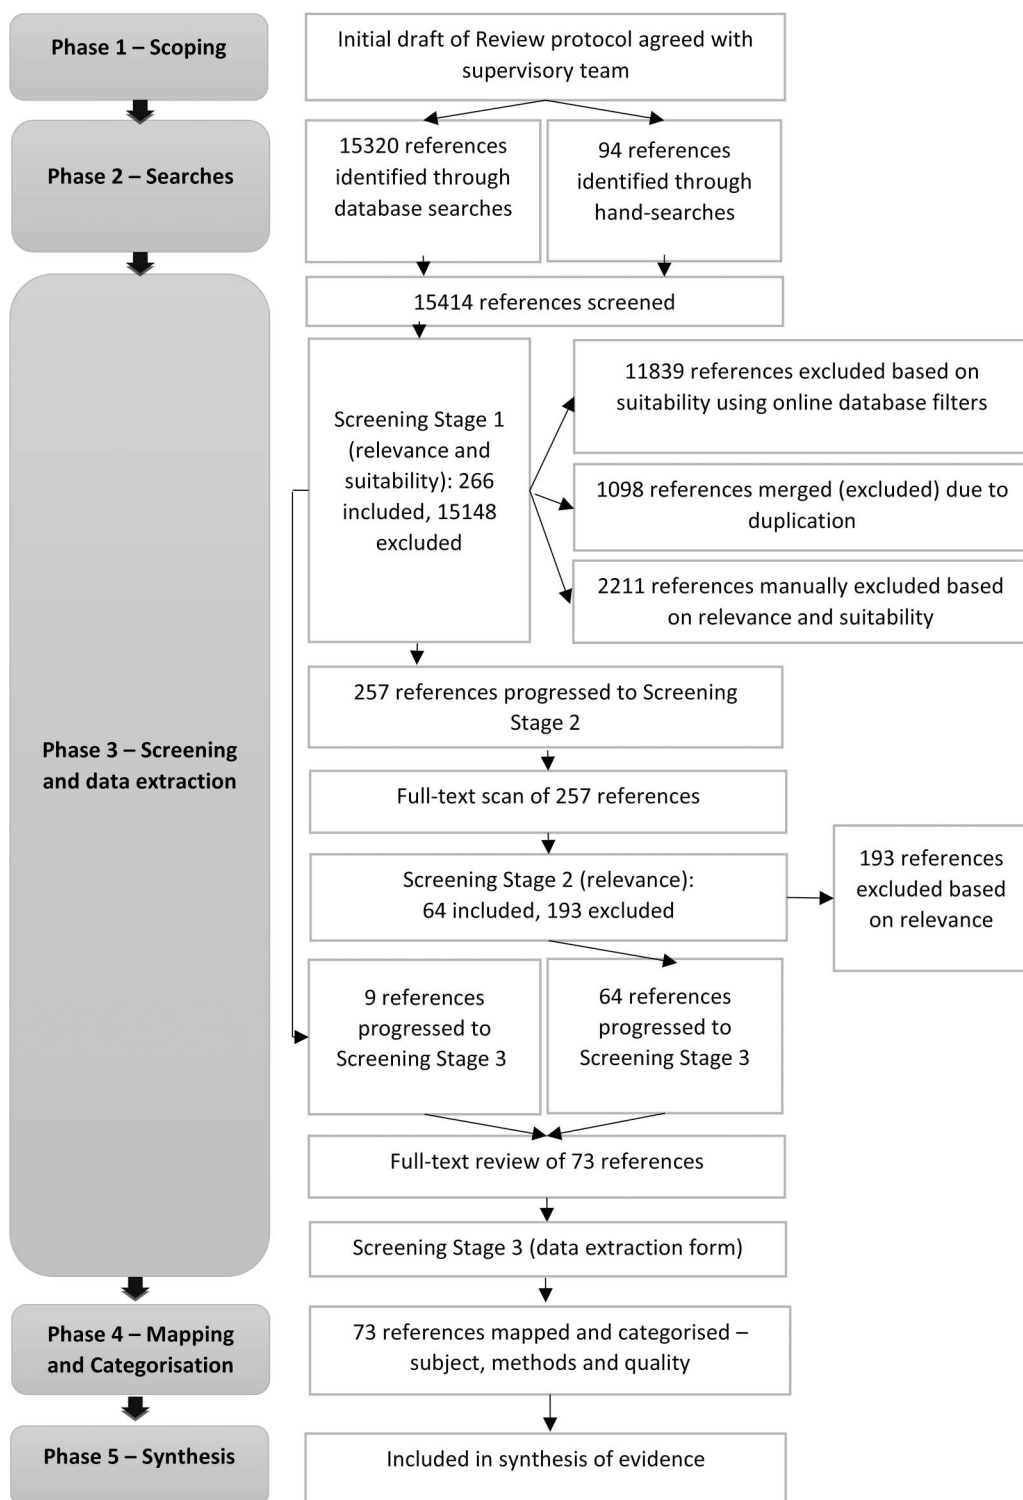 Phase 1 – Scoping
Initial draft of Review protocol agreed with
supervisory team
Phase 2 – Searches
15320 references
identified through
database searches
94 references
identified through
hand-searches
15414 references screened
Phase 3 – Screening
and data extraction
Screening Stage 1
(relevance and
suitability): 266
included, 15148
excluded
11839 references excluded based on
suitability using online database filters
1098 references merged (excluded) due to
duplication
2211 references manually excluded based
on relevance and suitability
257 references progressed to Screening
Stage 2
Full-text scan of 257 references
Screening Stage 2 (relevance):
64 included, 193 excluded
193 references
excluded based
on relevance
9 references
progressed to
Screening Stage 3
64 references
progressed to
Screening Stage 3
Full-text review of 73 references
Screening Stage 3 (data extraction form)
Phase 4 – Mapping
and Categorisation
73 references mapped and categorised –
subject, methods and quality
Phase 5 – Synthesis
Included in synthesis of evidence